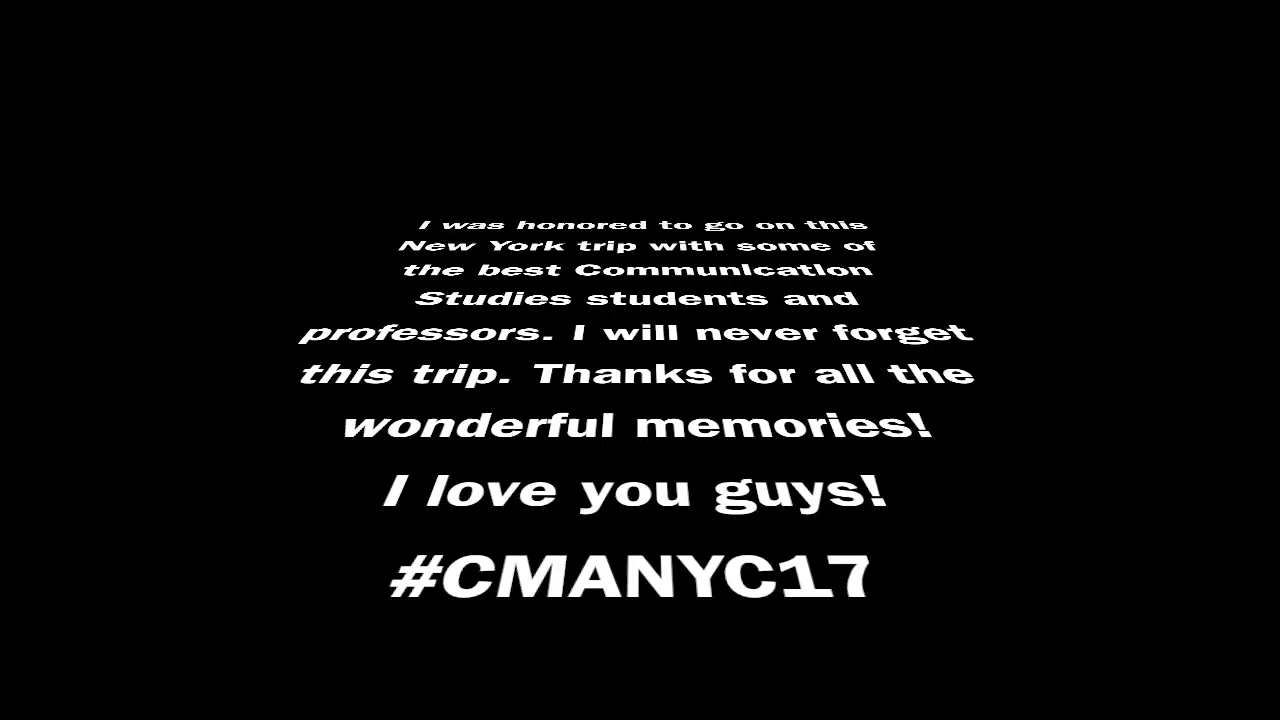 I was honored to go on this
New York trip with some of
the best Communication
Studies students and
professors. I will never forget
this trip. Thanks for all the
wonderful memories!
I love you guys!
#CMANYC17